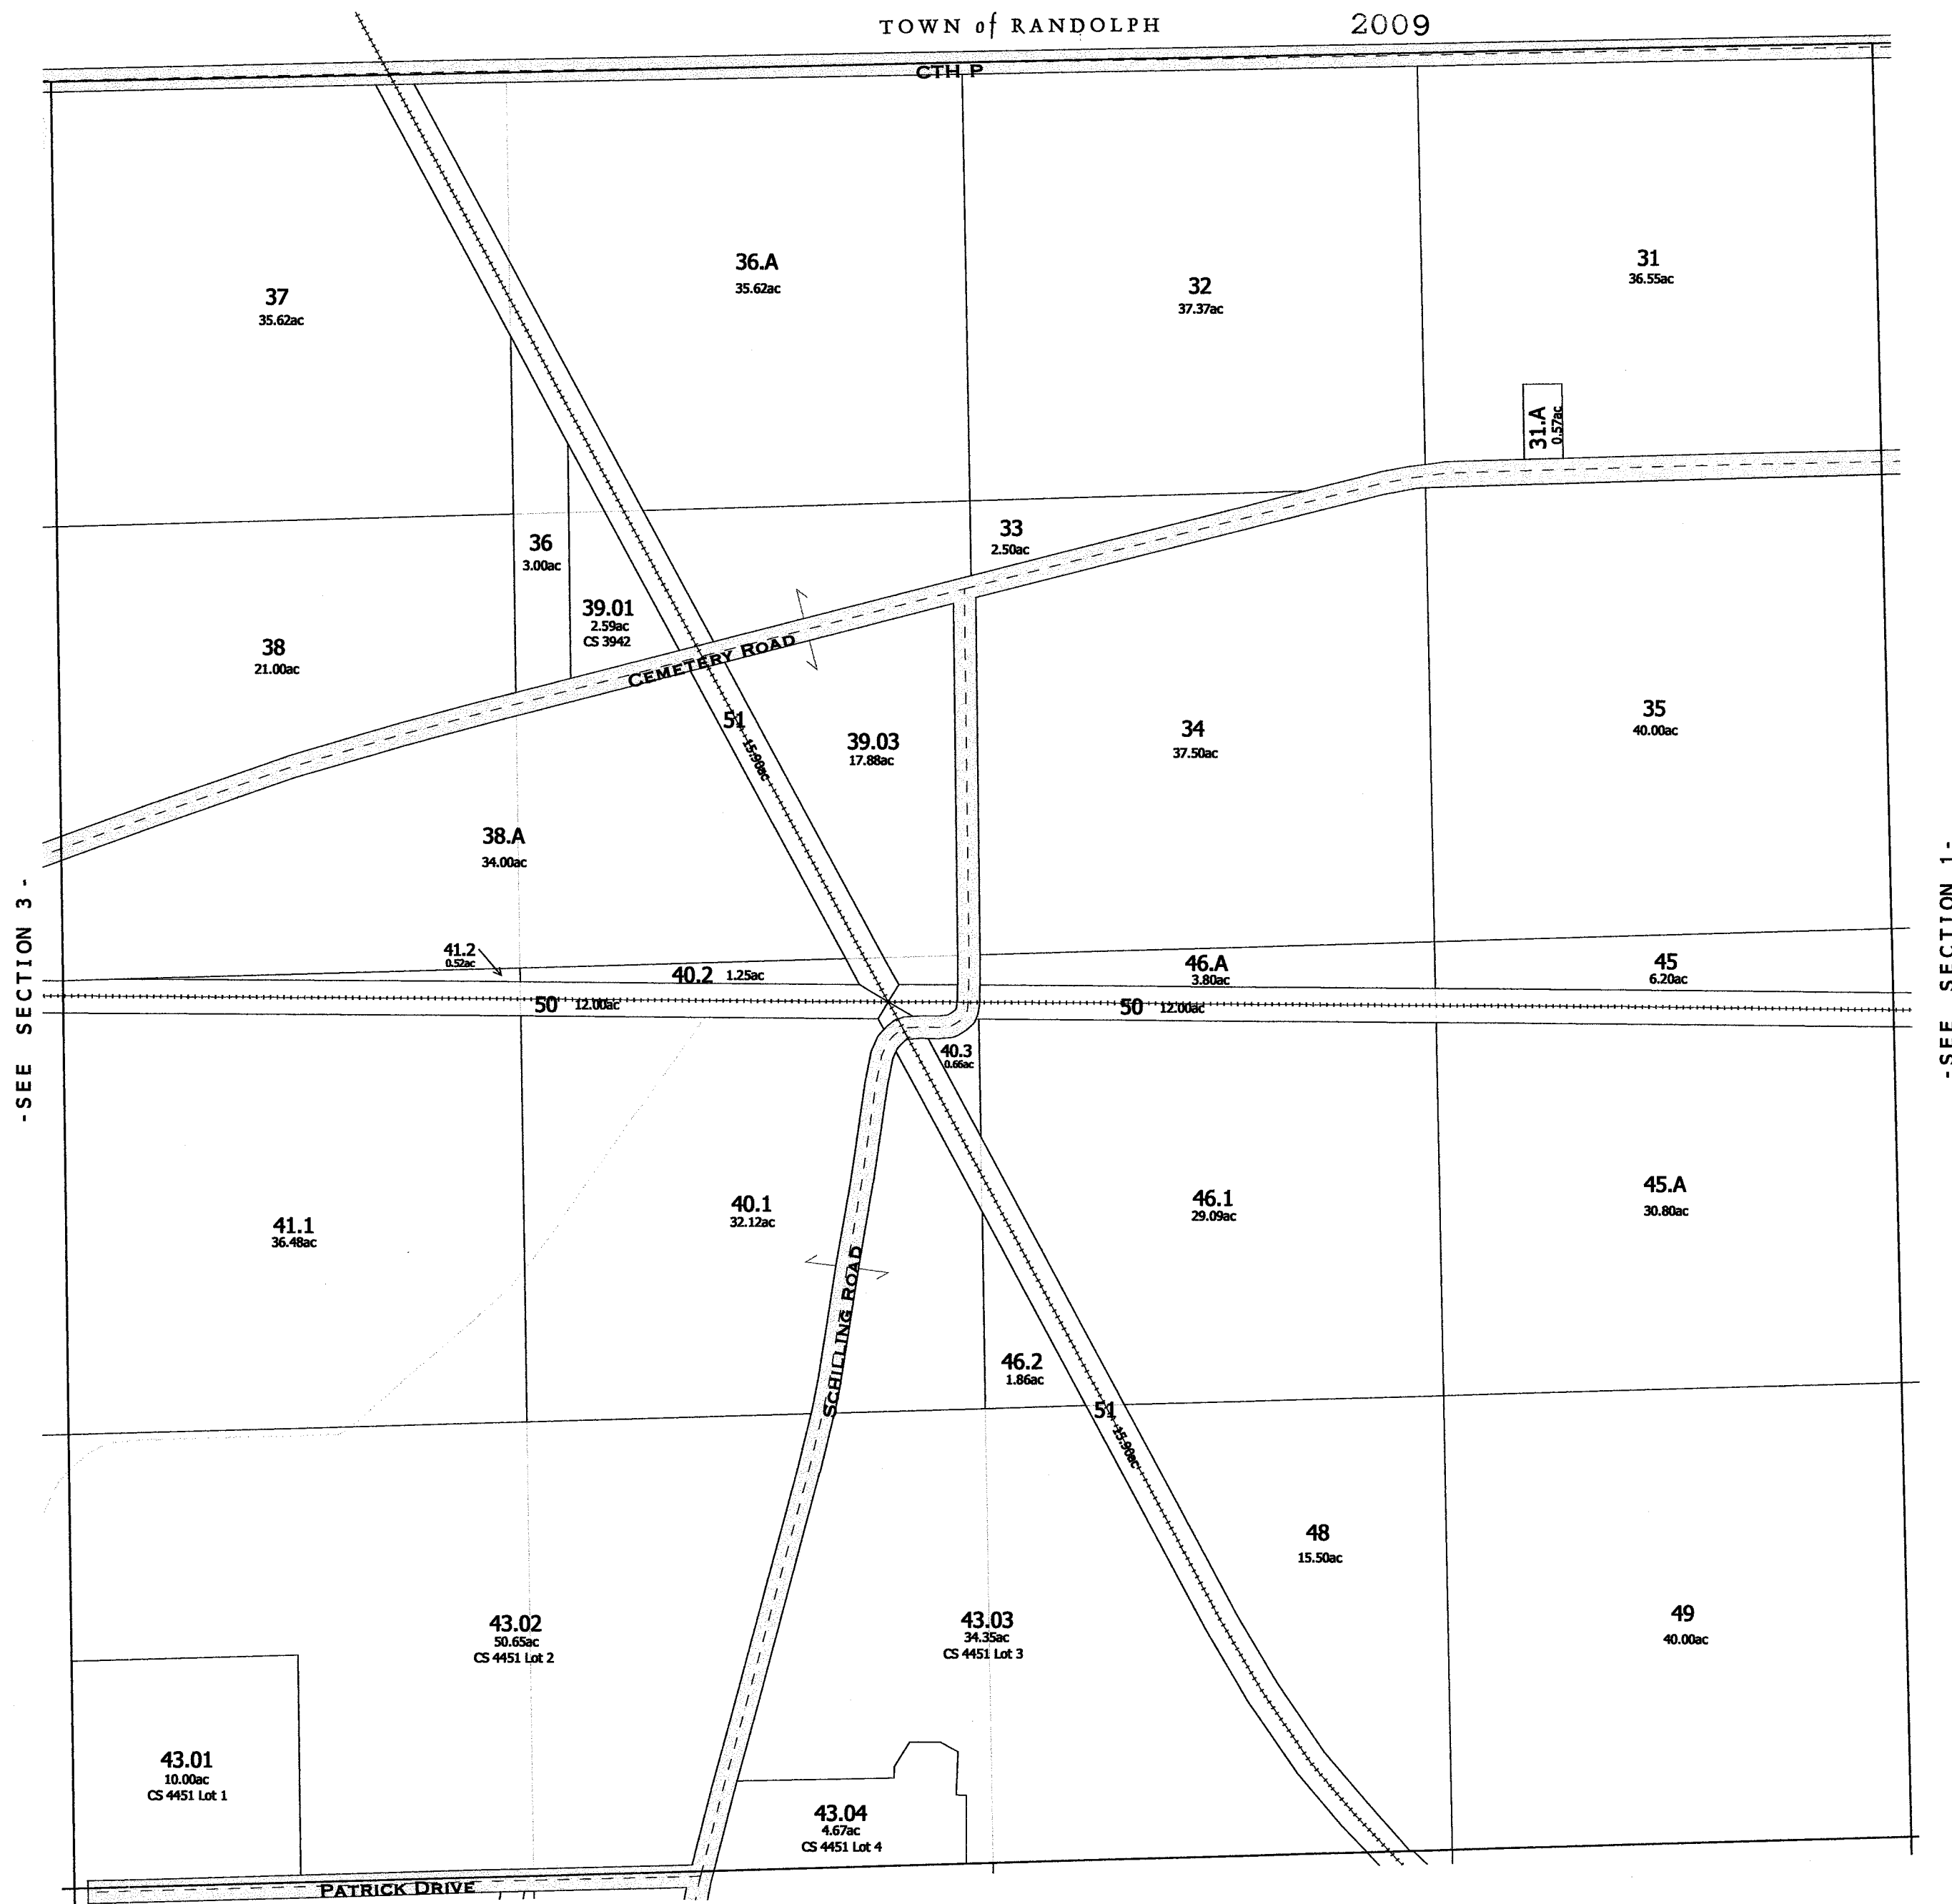 TOWN of RANDOLPH
2009
CTH P
37
35.62ac
36.A
35.62ac
32
37.37ac
31
36.55ac
31.A
0.57ac
36
3.00ac
33
2.50ac
39.01
2.59ac
CS 3942
38
21.00ac
CEMETERY ROAD
51
15.90ac
39.03
17.88ac
34
37.50ac
35
40.00ac
38.A
34.00ac
-SEE SECTION 3 -
-SEE SECTION 1-
41.2
0.52ac
40.2 1.25ac
46.A
3.80ac
45
6.20ac
50 12.00ac
50 12.00ac
40.3
0.66ac
41.1
36.48ac
40.1
32.12ac
46.1
29.09ac
45.A
30.80ac
SCHILLING ROAD
46.2
1.86ac
51
15.90ac
48
15.50ac
43.02
50.65ac
CS 4451 Lot 2
43.03
34.35ac
CS 4451 Lot 3
49
40.00ac
43.01
10.00ac
CS 4451 Lot 1
43.04
4.67ac
CS 4451 Lot 4
PATRICK DRIVE